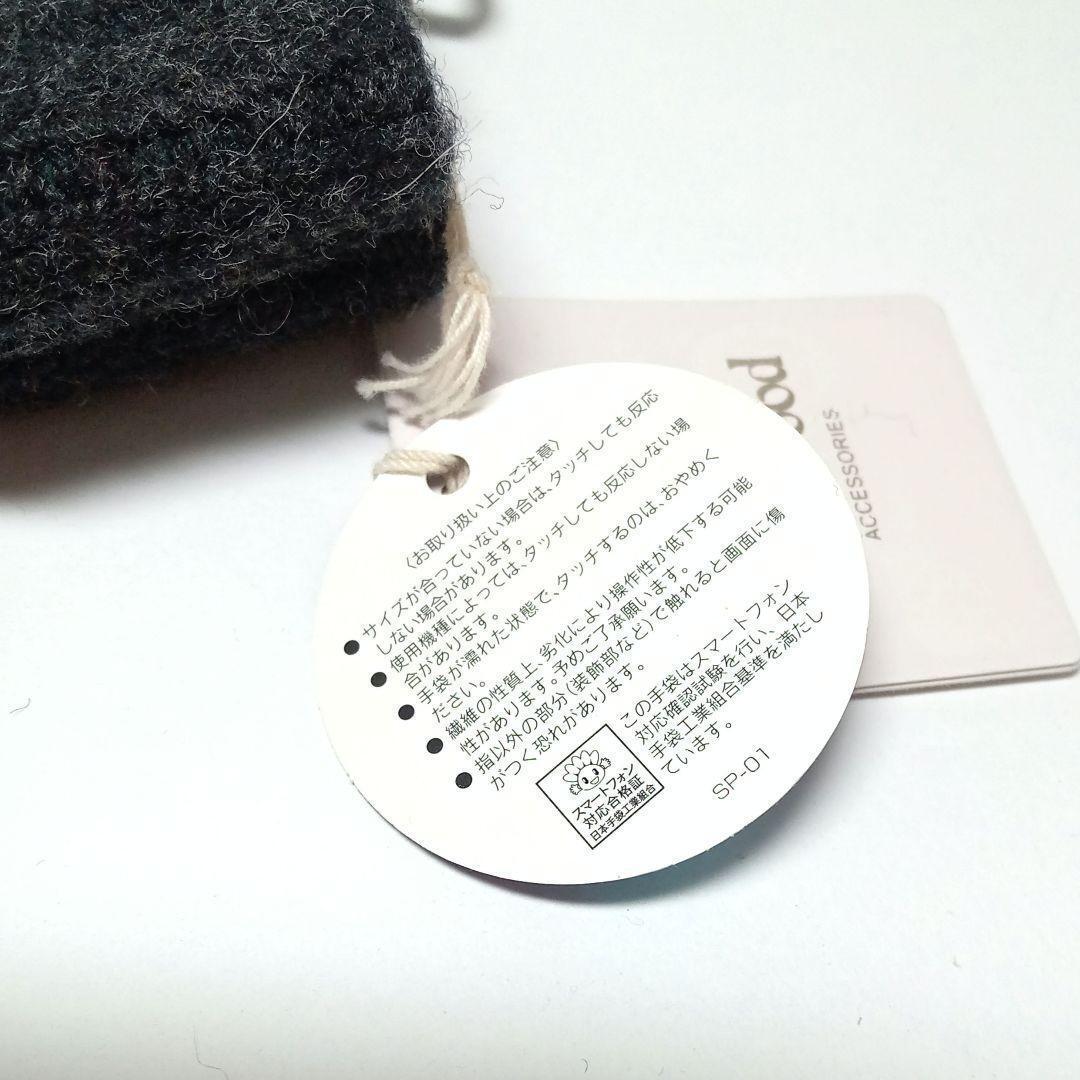 〈お取り扱い上のご注意〉
● サイズが合っていない場合は、タッチしても反応
しない場合があります。
● 使用機種によっては、タッチしても反応しない場
合があります。
● 手袋が濡れた状態で、タッチするのは、おやめく
ださい。
● 繊維の性質上、劣化により操作性が低下する可能
性があります。予めご了承願います。
● 指以外の部分(装飾部など)で触れると画面に傷
がつく恐れがあります。
スマートフォン
対応合格証
日本手袋工業組合
この手袋はスマートフォン
対応確認試験を行い、日本
手袋工業組合基準を満たし
ています。
SP-01
ACCESSORIES